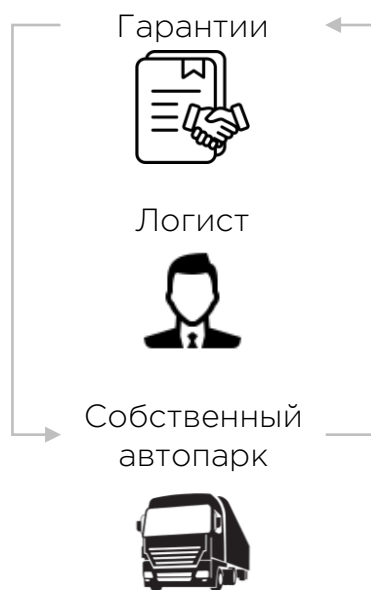 Гарантии
Логист
Собственный
автопарк